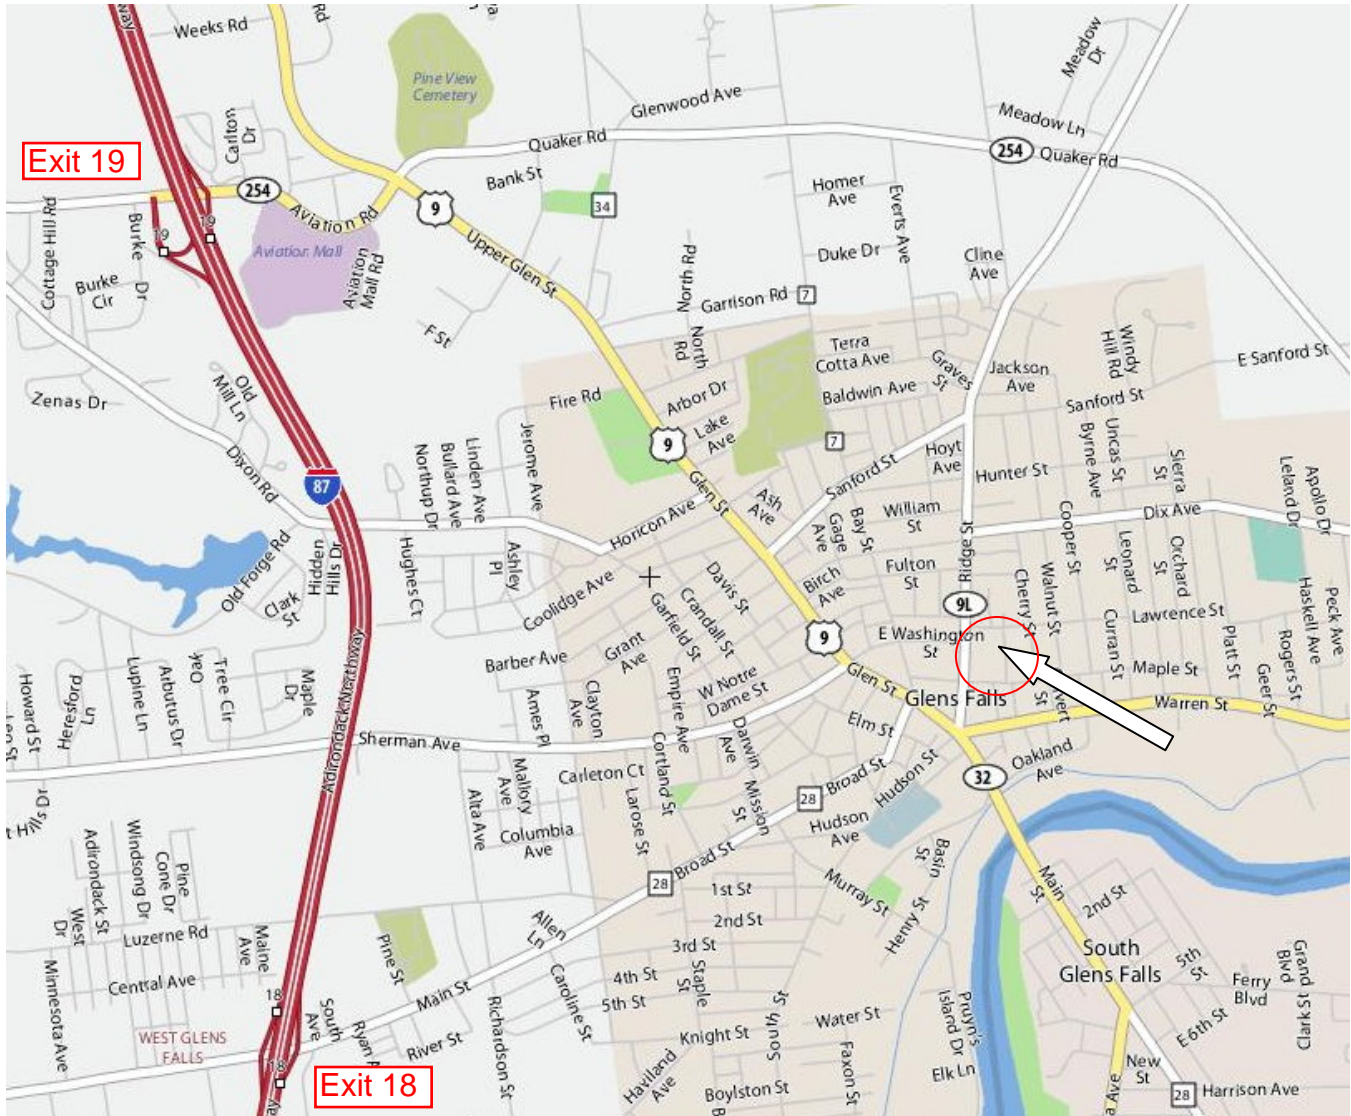 Weeks Rd
Pine View
Cemetery
Glenwood Ave
Meadow
Dr
Meadow Ln
Exit 19
Carlton
Dr
Quaker Rd
254
Quaker Rd
254
Bank St
34
Homer
Ave
Everts Ave
Aviation Rd
9
Cottage Hill Rd
Burke
Dr
19
19
Aviation Mall
Aviation
Mall Rd
Upper Glen St
North Rd
Duke Dr
Cline
Ave
Burke
Cir
Garrison Rd
7
F St
North
Rd
Terra
Cotta Ave
Graves
St
Jackson
Ave
Windy
Hill Rd
E Sanford St
Zenas Dr
Old
Mill Ln
Fire Rd
Arbor Dr
Baldwin Ave
Sanford St
Lake
Ave
9
7
Hoyt
Ave
Dixon Rd
Northup Dr
Bullard Ave
Linden Ave
Jerome Ave
Glen St
Sanford St
Hunter St
Byrne Ave
Uncas St
Sierra
St
Leland Dr
Apollo Dr
87
Ash
Ave
William
St
Dix Ave
Horicon Ave
Gage
Ave
Bay St
Ridge St
Cooper St
Old Forge Rd
Hidden
Hills Dr
Hughes Ct
Ashley
Pl
Fulton
St
Leonard
St
Orchard
St
Clark
St
Coolidge Ave
Davis St
Birch
Ave
9L
Cherry St
Walnut St
Lawrence St
Haskell Ave
Peck Ave
Garfield St
Crandall St
9
E Washington
St
Curran St
Platt St
Rogers St
Geer St
Grant
Ave
Barber Ave
Maple St
Howard St
Heresford
Ln
Lupine Ln
Arbutus Dr
Oak
Tree Cir
Maple
Dr
Adirondack Northway
Ames Pl
Clayton
Ave
Empire Ave
W Notre
Dame St
Glen St
Glens Falls
St
Warren St
Sherman Ave
Darwin
Ave
Elm St
Oakland
Ave
Mallory
Ave
Carleton Ct
Cortland St
Mission
St
Broad St
28
Hudson St
32
Alta Ave
Larose St
Hudson
Ave
Columbia
Ave
Broad St
28
Basin
St
Main
St
Adirondack St
Windsong Dr
Pine
Cone Dr
1st St
Murray St
2nd St
West
Dr
Luzerne Rd
Maine
Ave
Pine St
Allen
Ln
2nd St
Henry St
South
Glens Falls
3rd St
5th
St
Minnesota Ave
Central Ave
4th St
Staple
St
5th St
Caroline St
Ferry
Blvd
Grand St
Blvd
Clark St
18
South
Ave
Main St
Richardson St
South St
Water St
Pruyn's
Island Dr
WEST GLENS
FALLS
River St
Knight St
E 6th St
18
Exit 18
Haviland
Ave
Faxon St
Elk Ln
New
St
Boylston St
28
Harrison Ave